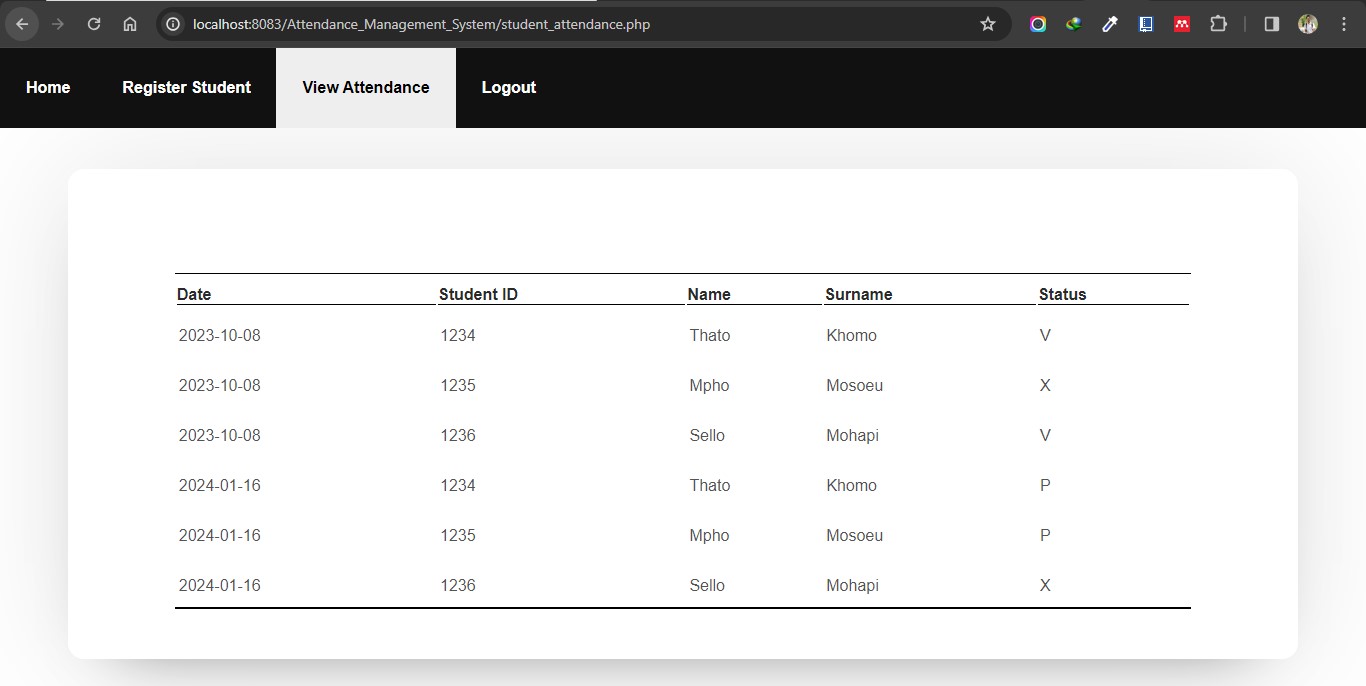 localhost:8083/Attendance_Management_System/student_attendance.php
Home Register Student View Attendance Logout
Date Student ID Name Surname Status
2023-10-08 1234 Thato Khomo V
2023-10-08 1235 Mpho Mosoeu X
2023-10-08 1236 Sello Mohapi V
2024-01-16 1234 Thato Khomo P
2024-01-16 1235 Mpho Mosoeu P
2024-01-16 1236 Sello Mohapi X